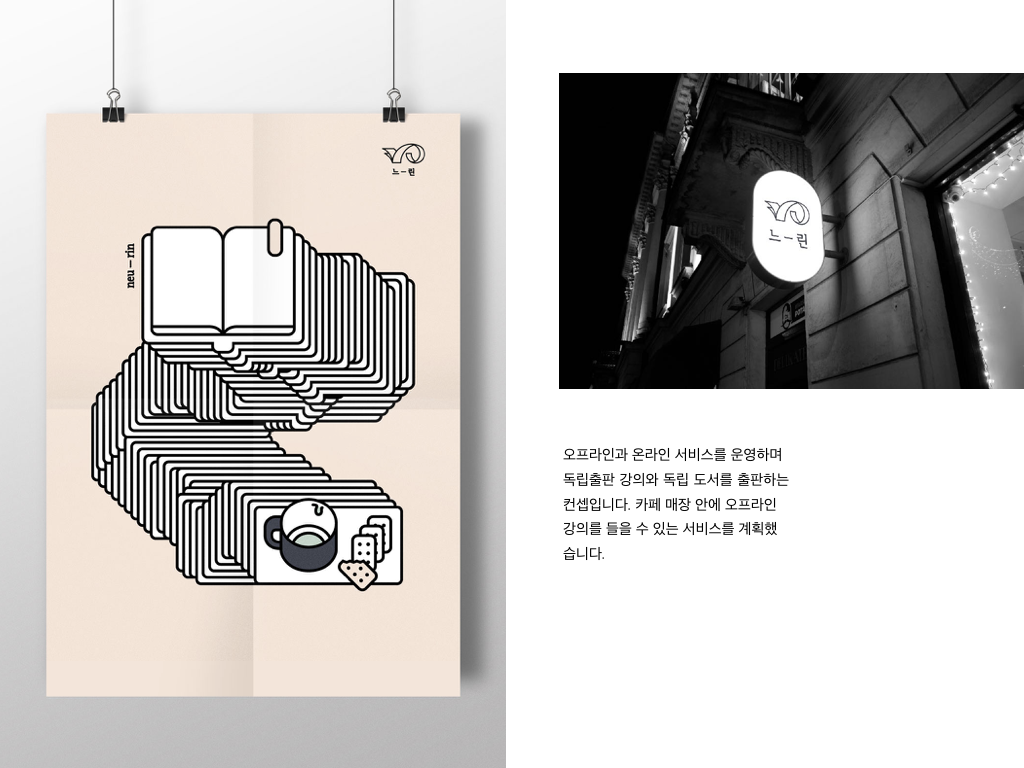 느–린
neu – rin
느–린
오프라인과 온라인 서비스를 운영하며
독립출판 강의와 독립 도서를 출판하는
컨셉입니다. 카페 매장 안에 오프라인
강의를 들을 수 있는 서비스를 계획했
습니다.